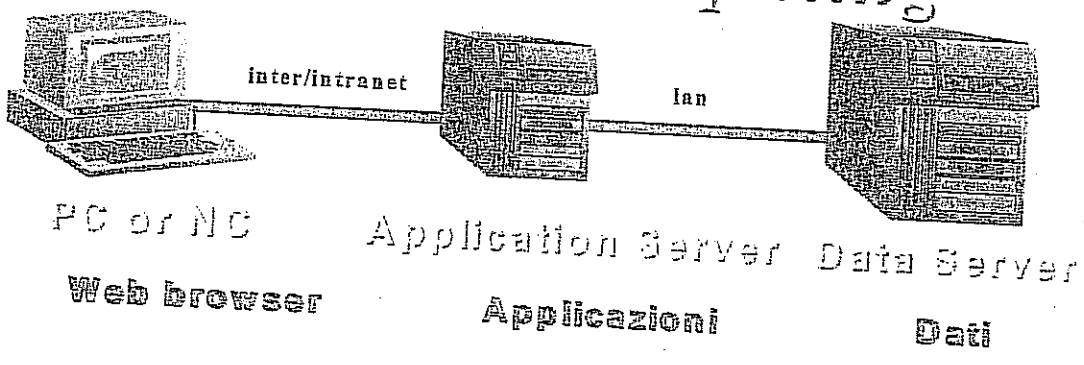 inter/intranet
lan
PC or NC
Application Server
Data Server
Web browser
Applicazioni
Dati